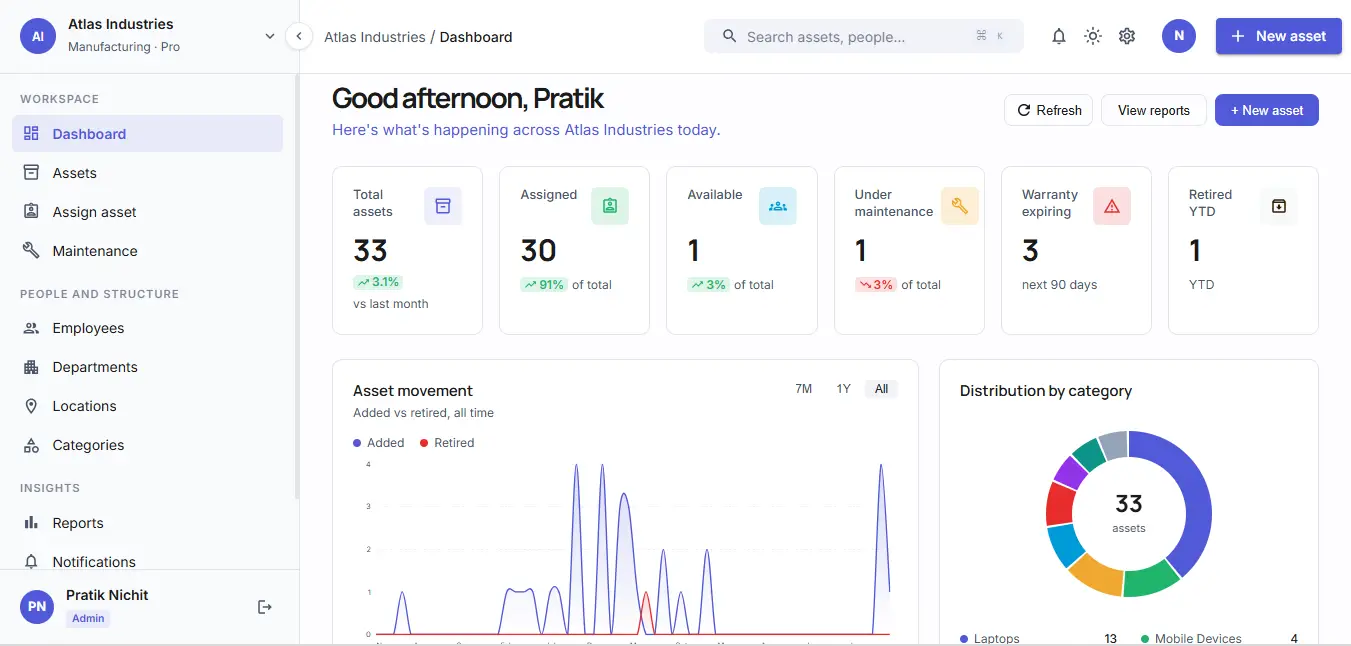 AI
Atlas Industries
Manufacturing · Pro
Atlas Industries / Dashboard
Search assets, people...
⌘ K
N
+ New asset
WORKSPACE
Dashboard
Assets
Assign asset
Maintenance
PEOPLE AND STRUCTURE
Employees
Departments
Locations
Categories
INSIGHTS
Reports
Notifications
PN
Pratik Nichit
Admin
Good afternoon, Pratik
Here's what's happening across Atlas Industries today.
Refresh
View reports
+ New asset
Total
assets
33
3.1%
vs last month
Assigned
30
91% of total
Available
1
3% of total
Under
maintenance
1
3% of total
Warranty
expiring
3
next 90 days
Retired
YTD
1
YTD
Asset movement
Added vs retired, all time
7M 1Y All
Added Retired
4
3
2
1
0
Distribution by category
33
assets
Laptops 13
Mobile Devices 4